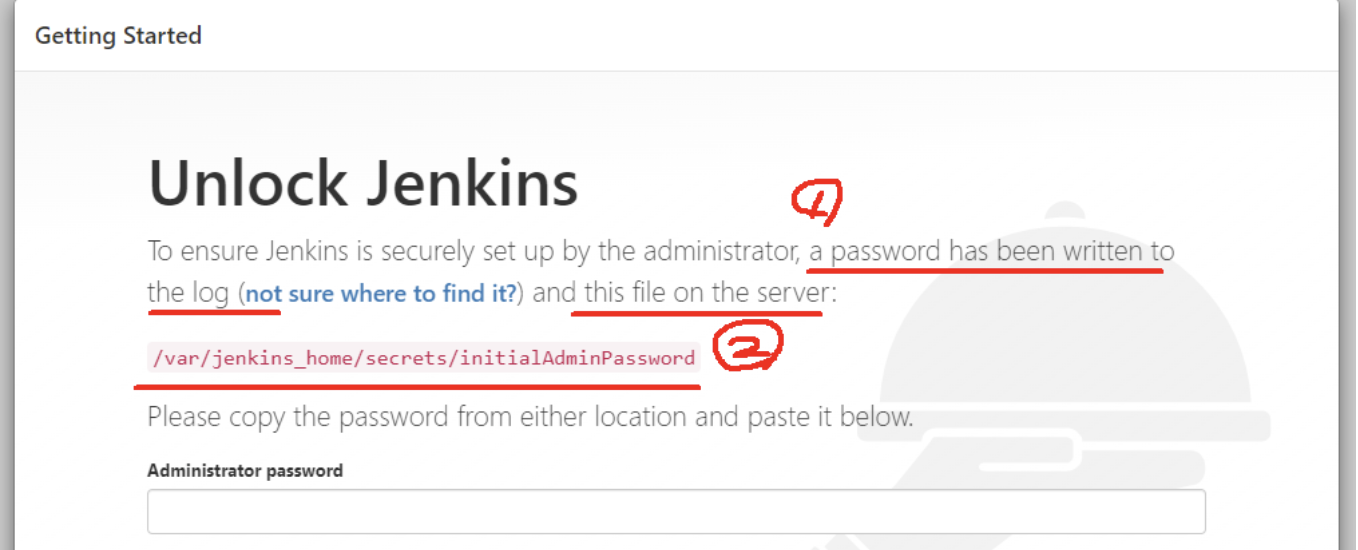 Getting Started
Unlock Jenkins
1
To ensure Jenkins is securely set up by the administrator, a password has been written to
the log (not sure where to find it?) and this file on the server:
/var/jenkins_home/secrets/initialAdminPassword
2
Please copy the password from either location and paste it below.
Administrator password